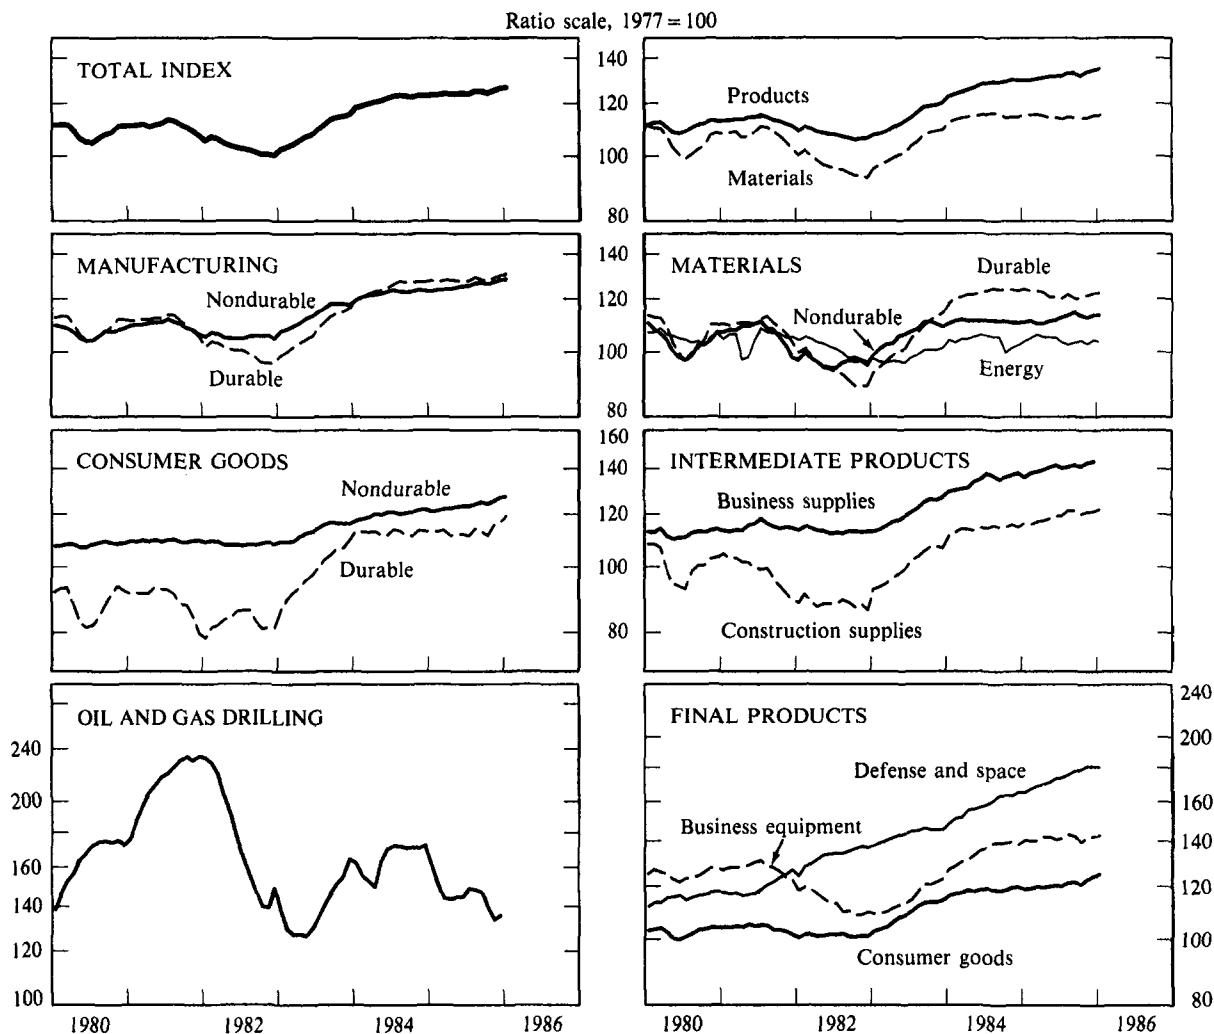 Ratio scale, 1977 = 100
TOTAL INDEX
140
120
100
80
Products
Materials
MANUFACTURING
Nondurable
Durable
140
120
100
80
MATERIALS
Durable
Nondurable
Energy
CONSUMER GOODS
Nondurable
Durable
160
140
120
100
80
INTERMEDIATE PRODUCTS
Business supplies
Construction supplies
OIL AND GAS DRILLING
240
200
160
140
120
100
1980 1982 1984 1986
FINAL PRODUCTS
Defense and space
Business equipment
Consumer goods
240
200
160
140
120
100
80
1980 1982 1984 1986